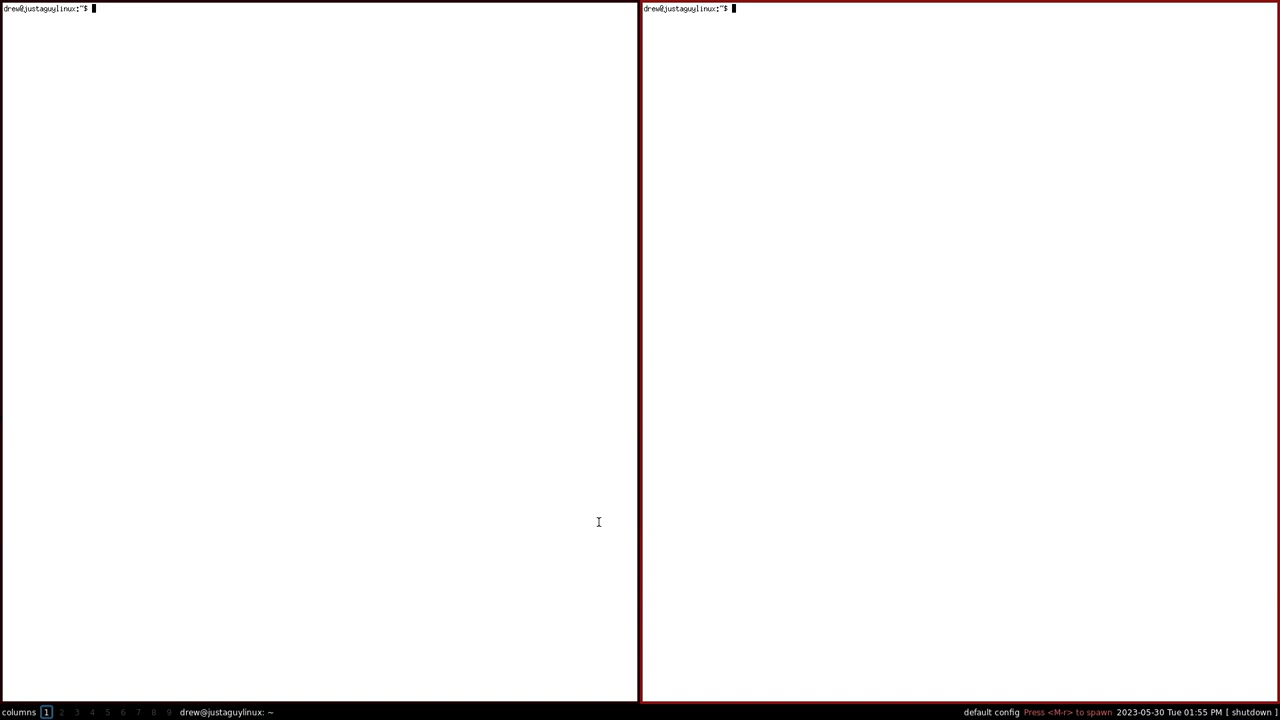 drew@justaguylinux:~$
drew@justaguylinux:~$
columns 1 2 3 4 5 6 7 8 9 drew@justaguylinux: ~
default config Press <M-r> to spawn 2023-05-30 Tue 01:55 PM [ shutdown ]